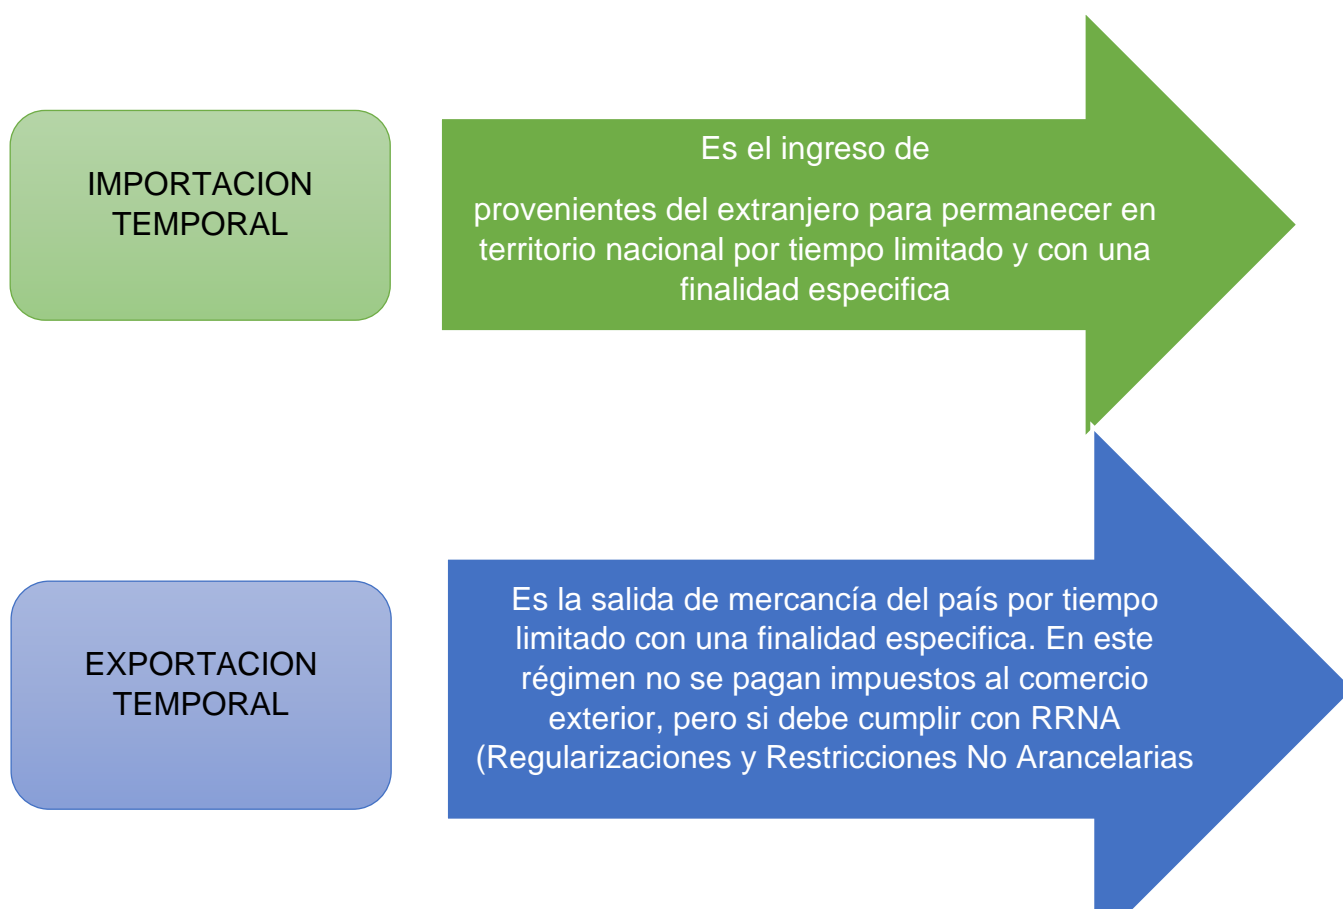 IMPORTACION
TEMPORAL
Es el ingreso de
provenientes del extranjero para permanecer en
territorio nacional por tiempo limitado y con una
finalidad especifica
EXPORTACION
TEMPORAL
Es la salida de mercancía del país por tiempo
limitado con una finalidad especifica. En este
régimen no se pagan impuestos al comercio
exterior, pero si debe cumplir con RRNA
(Regularizaciones y Restricciones No Arancelarias